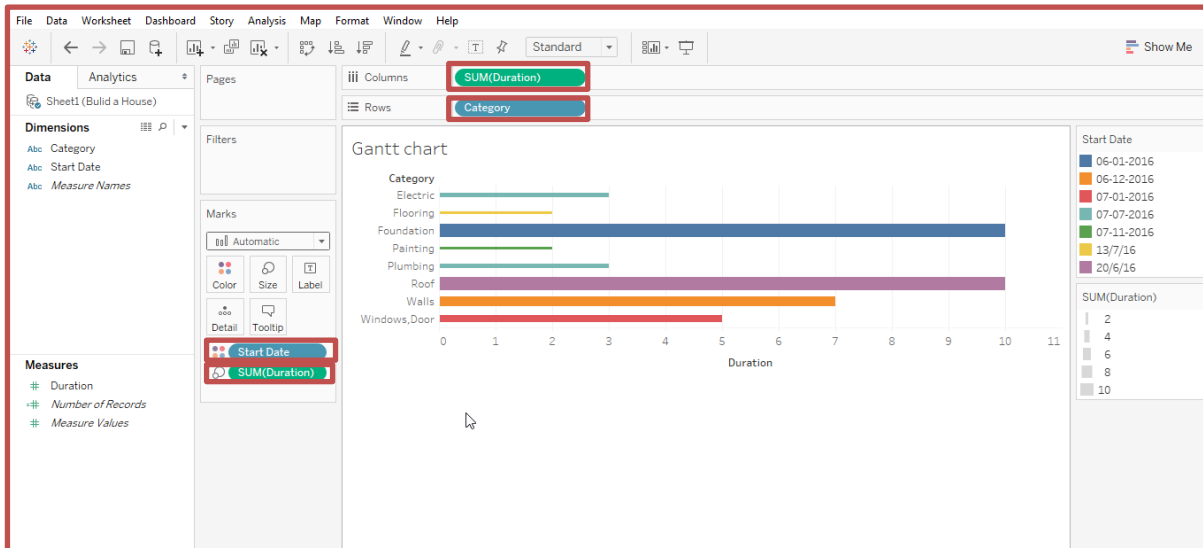 File Data Worksheet Dashboard Story Analysis Map Format Window Help
Standard
Show Me
Data Analytics
Sheet1 (Bulid a House)
Dimensions
Abc Category
Abc Start Date
Abc Measure Names
Measures
# Duration
=# Number of Records
# Measure Values
Pages
Filters
Marks
Automatic
Color Size Label
Detail Tooltip
Start Date
SUM(Duration)
iii Columns SUM(Duration)
Rows Category
Gantt chart
Category
Electric
Flooring
Foundation
Painting
Plumbing
Roof
Walls
Windows,Door
0 1 2 3 4 5 6 7 8 9 10 11
Duration
Start Date
06-01-2016
06-12-2016
07-01-2016
07-07-2016
07-11-2016
13/7/16
20/6/16
SUM(Duration)
2
4
6
8
10